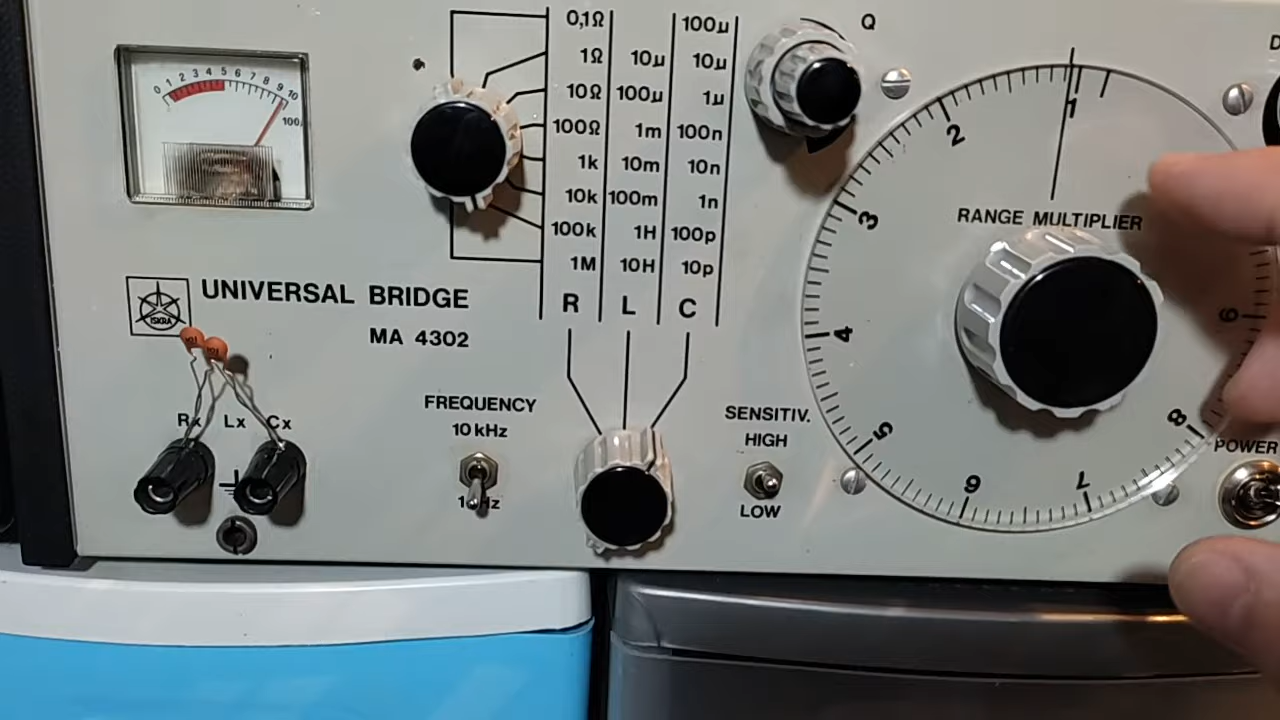 0 1 2 3 4 5 6 7 8 9 10
100
0,1Ω 100µ
1Ω 10µ 10µ
10Ω 100µ 1µ
100Ω 1m 100n
1k 10m 10n
10k 100m 1n
100k 1H 100p
1M 10H 10p
R L C
Q
D
1
2
3
4
5
6
7
8
9
RANGE MULTIPLIER
ISKRA
UNIVERSAL BRIDGE
MA 4302
101 101
Rx Lx Cx
FREQUENCY
10 kHz
SENSITIV.
HIGH
LOW
POWER